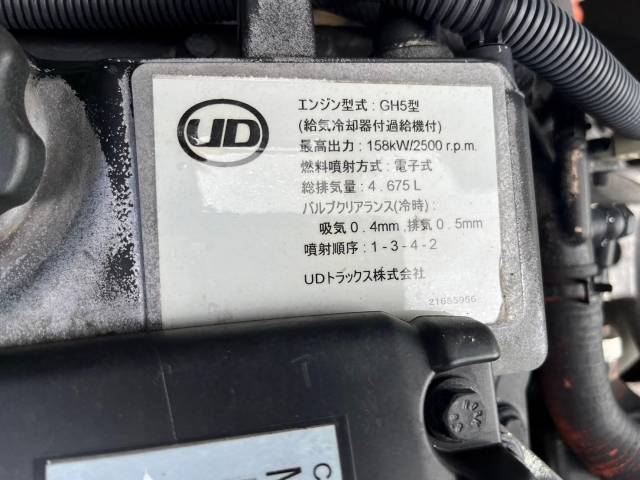 UD
エンジン型式 : GH5型
(給気冷却器付過給機付)
最高出力 : 158kW/2500 r.p.m.
燃料噴射方式 : 電子式
総排気量 : 4.675 L
バルブクリアランス(冷時) :
吸気 0.4mm,排気 0.5mm
噴射順序 : 1-3-4-2
UDトラックス株式会社
21655956